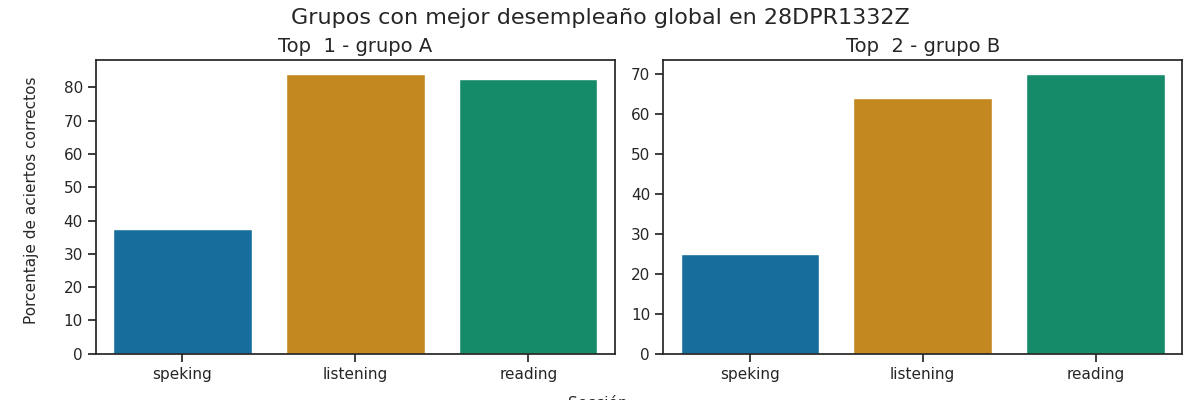 Grupos con mejor desempleaño global en 28DPR1332Z
Top 1 - grupo A
Top 2 - grupo B
Porcentaje de aciertos correctos
80
70
60
50
40
30
20
10
0
speking listening reading
70
60
50
40
30
20
10
0
speking listening reading
Sección